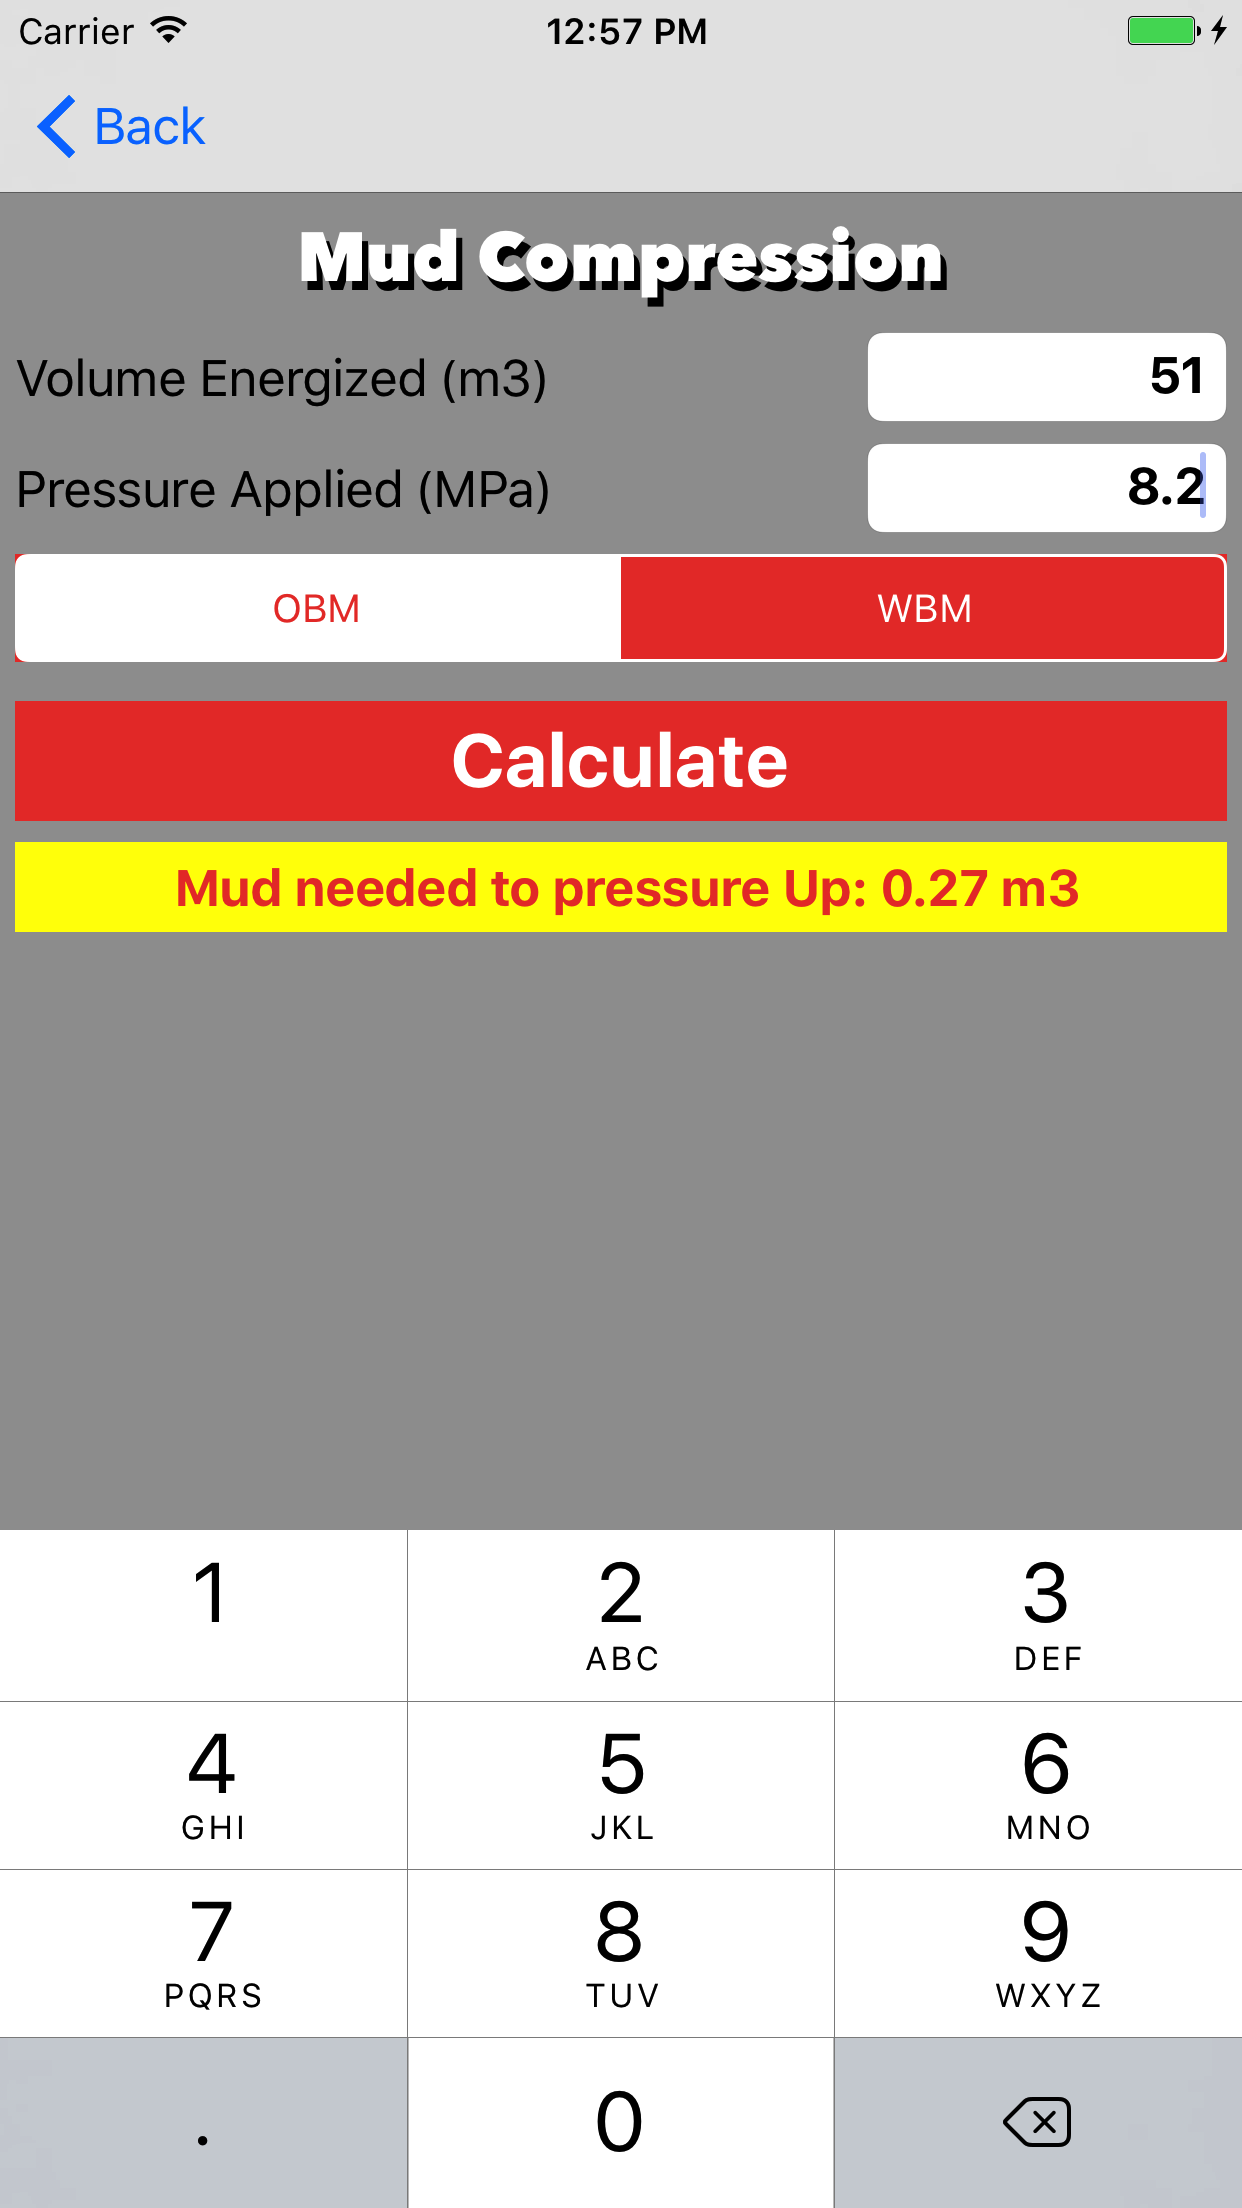 Carrier 12:57 PM
Back
Mud Compression
Volume Energized (m3) 51
Pressure Applied (MPa) 8.2
OBM WBM
Calculate
Mud needed to pressure Up: 0.27 m3
1 2 3
ABC DEF
4 5 6
GHI JKL MNO
7 8 9
PQRS TUV WXYZ
. 0